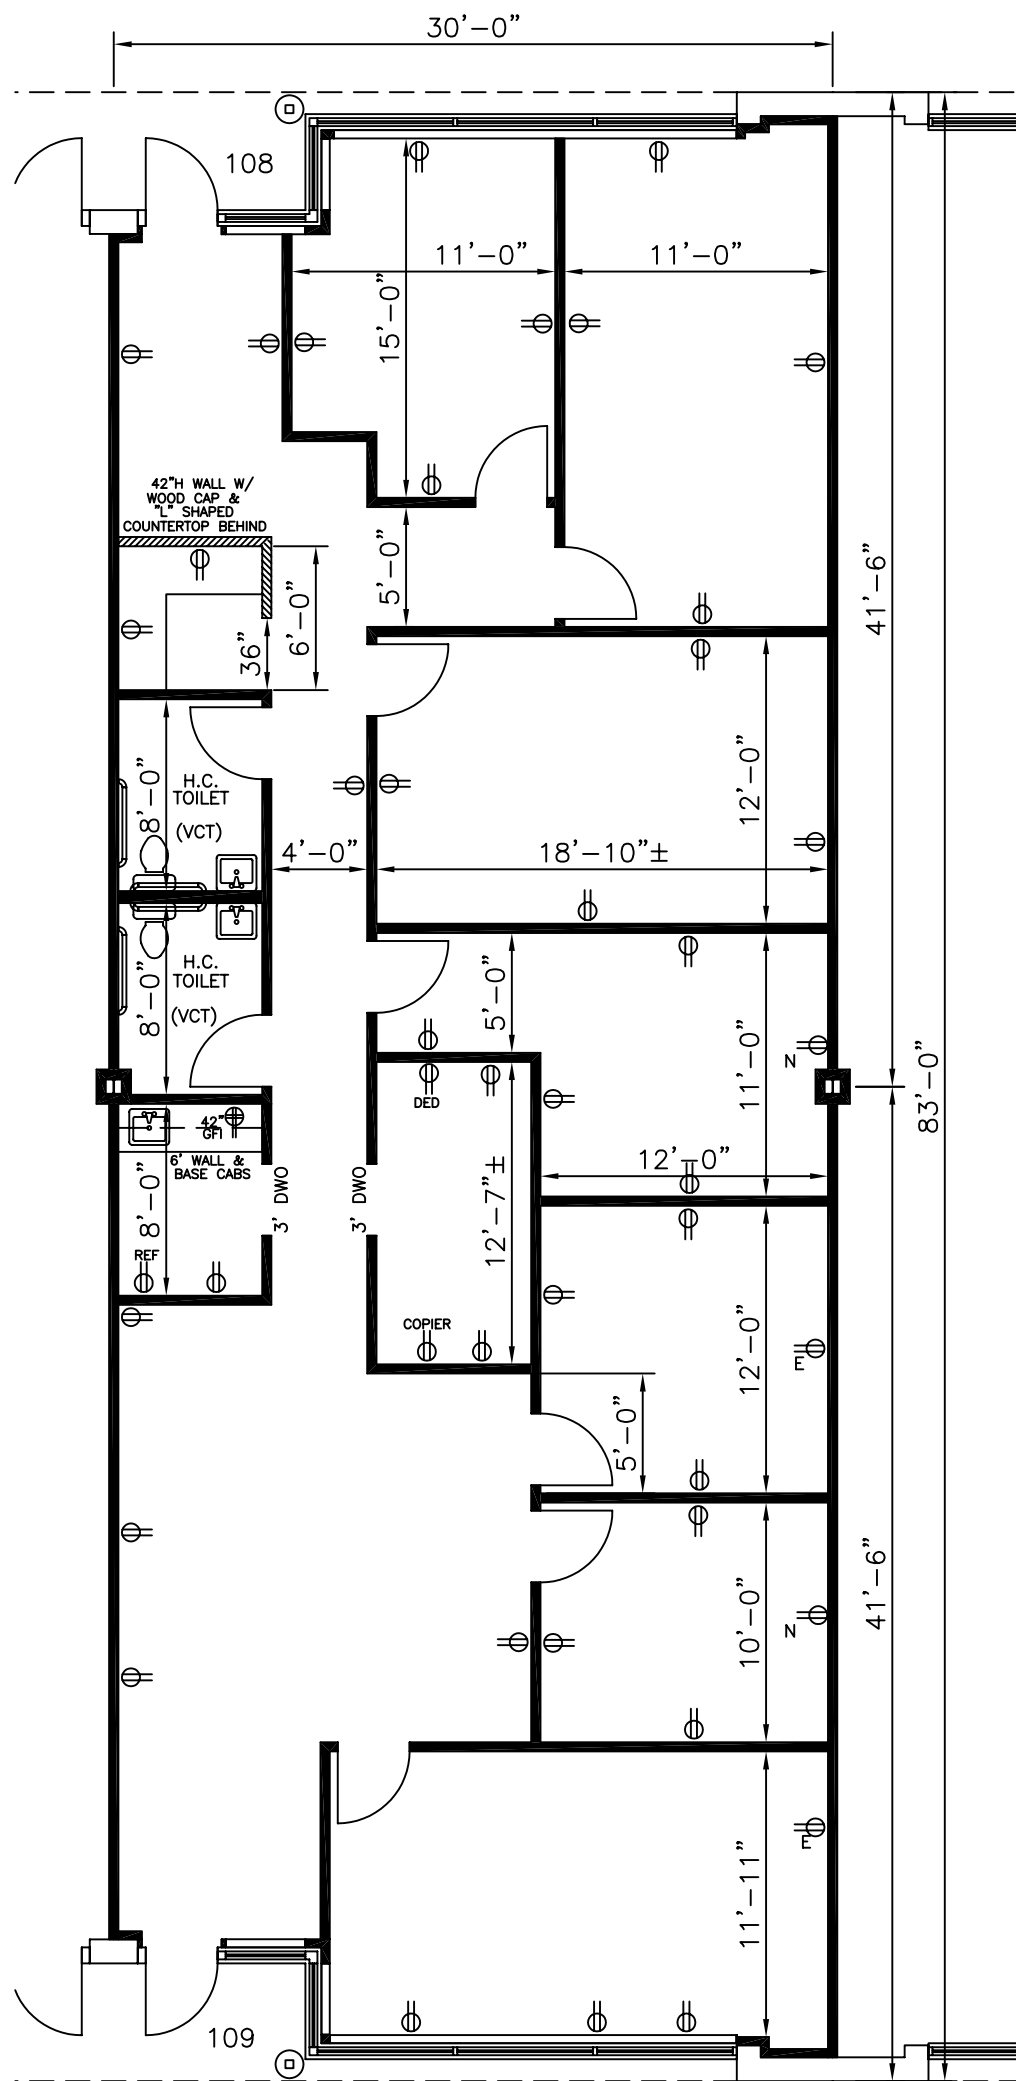 30'-0"
108
11'-0"
11'-0"
15'-0"
42"H WALL W/
WOOD CAP &
"L" SHAPED
COUNTERTOP BEHIND
5'-0"
41'-6"
6'-0"
36"
12'-0"
H.C.
TOILET
(VCT)
8'-0"
4'-0"
18'-10"±
H.C.
TOILET
(VCT)
8'-0"
5'-0"
11'-0"
N
83'-0"
DED
42"
GFI
6' WALL &
BASE CABS
12'-0"
3' DWO
3' DWO
8'-0"
12'-7"±
REF
COPIER
12'-0"
E
5'-0"
41'-6"
10'-0"
N
E
11'-11"
109